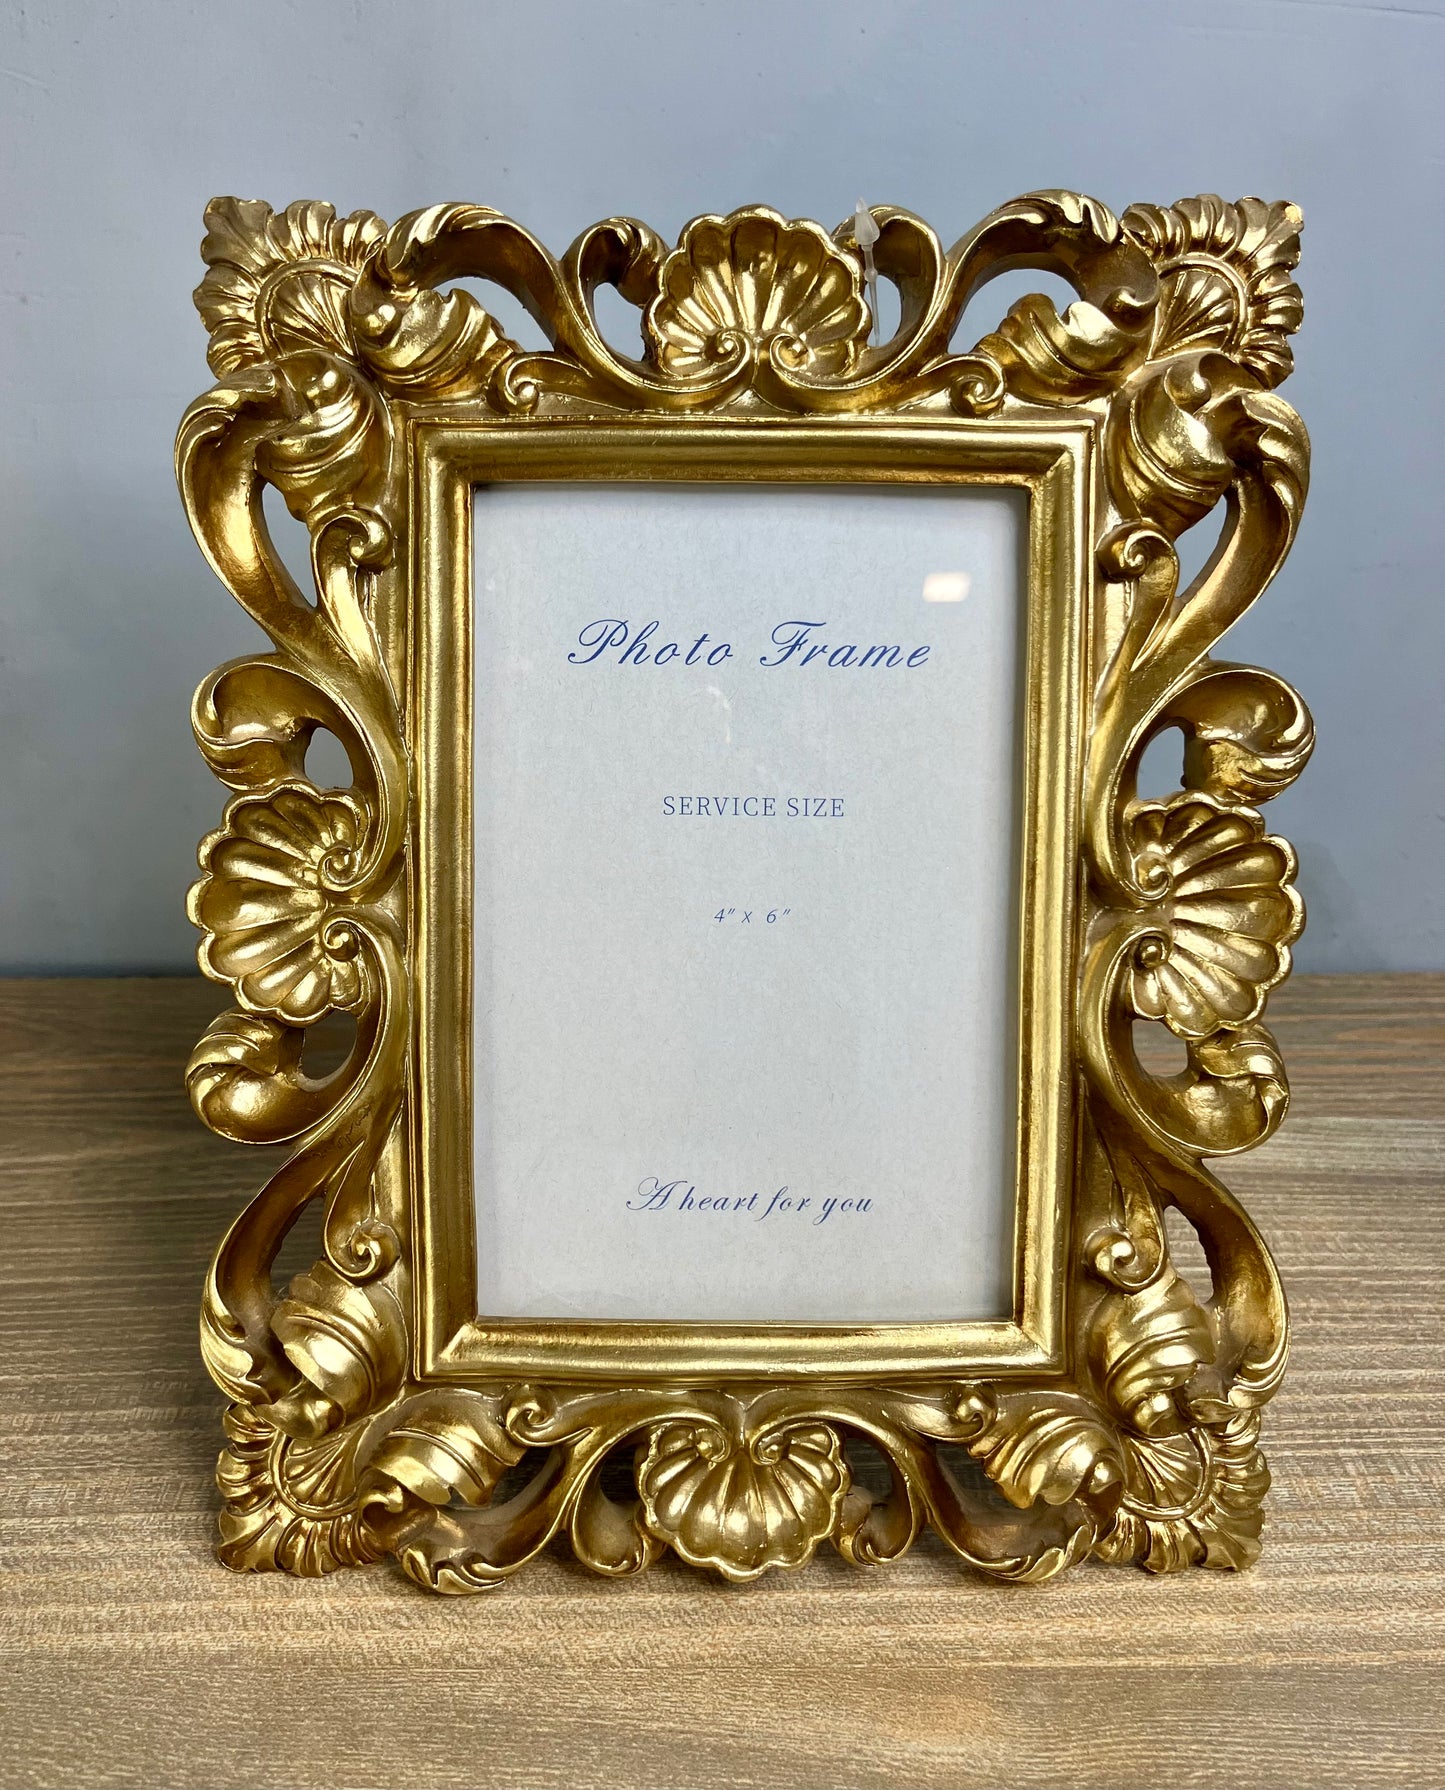 Photo Frame
SERVICE SIZE
4" x 6"
A heart for you